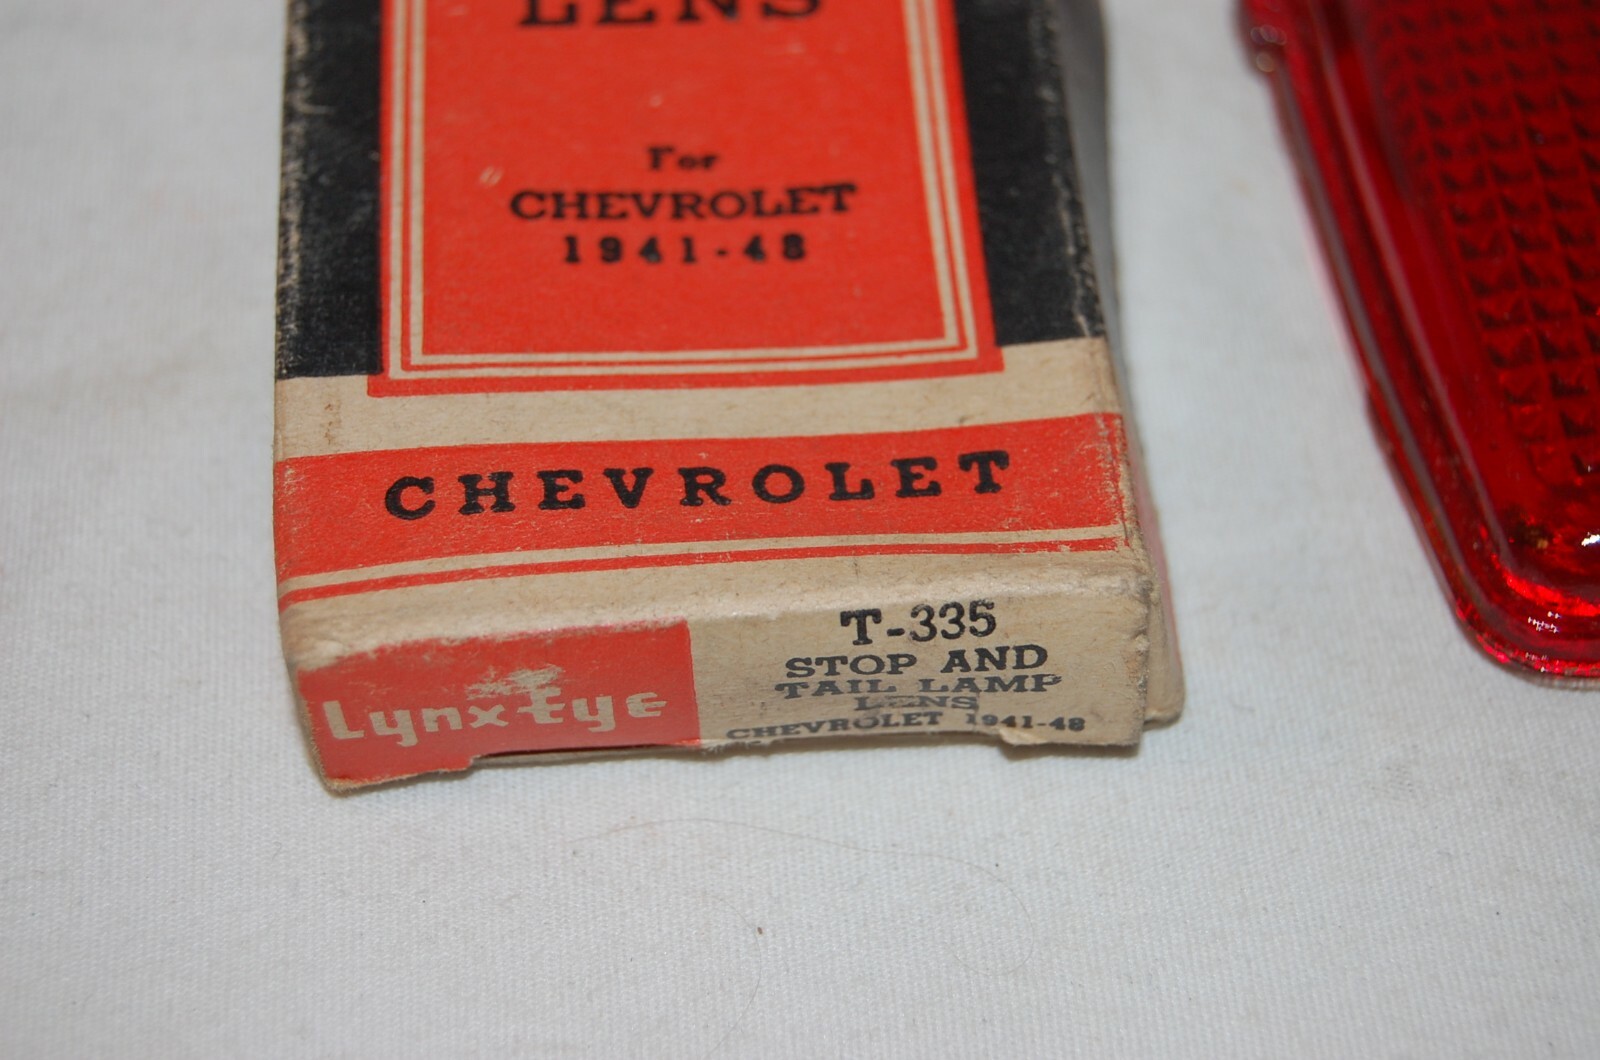 LENS
For
CHEVROLET
1941-48
CHEVROLET
Lynx-Eye
T-335
STOP AND
TAIL LAMP
LENS
CHEVROLET 1941-48